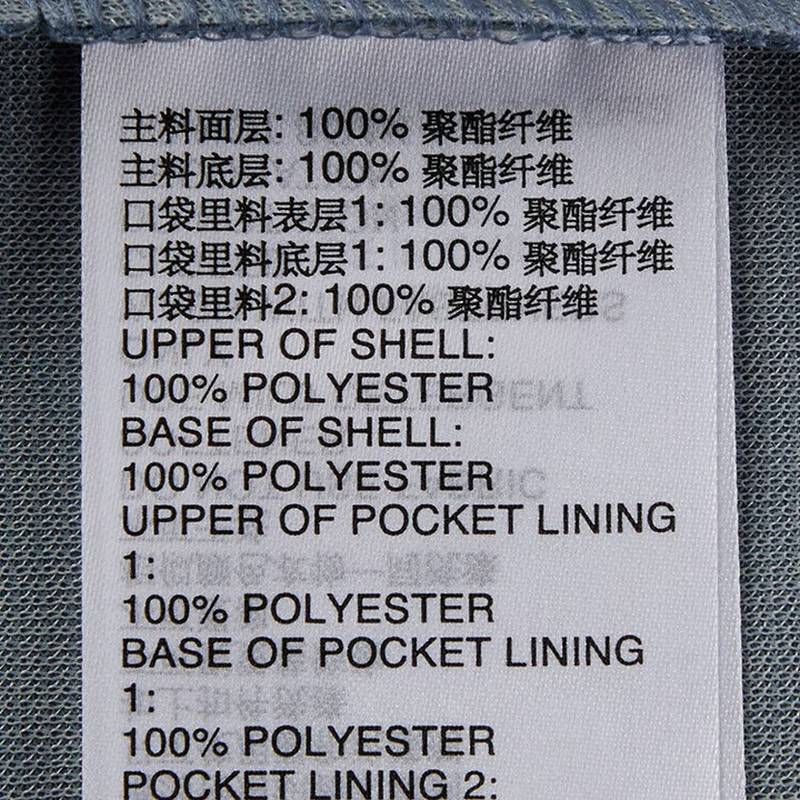 主料面层: 100% 聚酯纤维
主料底层: 100% 聚酯纤维
口袋里料表层1: 100% 聚酯纤维
口袋里料底层1: 100% 聚酯纤维
口袋里料2: 100% 聚酯纤维
UPPER OF SHELL:
100% POLYESTER
BASE OF SHELL:
100% POLYESTER
UPPER OF POCKET LINING
1:
100% POLYESTER
BASE OF POCKET LINING
1:
100% POLYESTER
POCKET LINING 2: